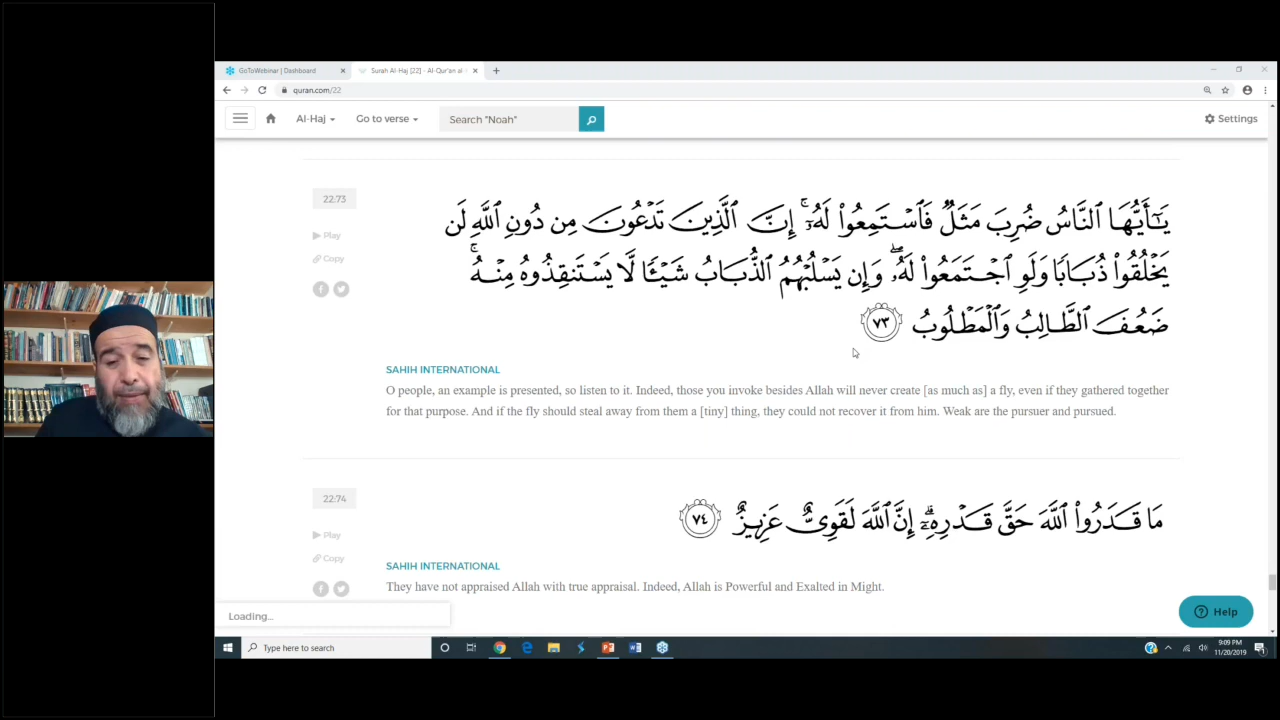 GoToWebinar | Dashboard
Surah Al-Haj [22] - Al-Qur'an al-
quran.com/22
Al-Haj
Go to verse
Search "Noah"
Settings
22:73
يَـٰٓأَيُّهَا ٱلنَّاسُ ضُرِبَ مَثَلٌ فَٱسْتَمِعُوا۟ لَهُۥٓ ۚ إِنَّ ٱلَّذِينَ تَدْعُونَ مِن دُونِ ٱللَّهِ لَن
يَخْلُقُوا۟ ذُبَابًا وَلَوِ ٱجْتَمَعُوا۟ لَهُۥ ۖ وَإِن يَسْلُبْهُمُ ٱلذُّبَابُ شَيْـًٔا لَّا يَسْتَنقِذُوهُ مِنْهُ ۚ
ضَعُفَ ٱلطَّالِبُ وَٱلْمَطْلُوبُ ٧٣
Play
Copy
SAHIH INTERNATIONAL
O people, an example is presented, so listen to it. Indeed, those you invoke besides Allah will never create [as much as] a fly, even if they gathered together
for that purpose. And if the fly should steal away from them a [tiny] thing, they could not recover it from him. Weak are the pursuer and pursued.
22:74
مَا قَدَرُوا۟ ٱللَّهَ حَقَّ قَدْرِهِۦٓ ۗ إِنَّ ٱللَّهَ لَقَوِىٌّ عَزِيزٌ ٧٤
Play
Copy
SAHIH INTERNATIONAL
They have not appraised Allah with true appraisal. Indeed, Allah is Powerful and Exalted in Might.
Loading...
Help
Type here to search
9:09 PM
11/20/2019